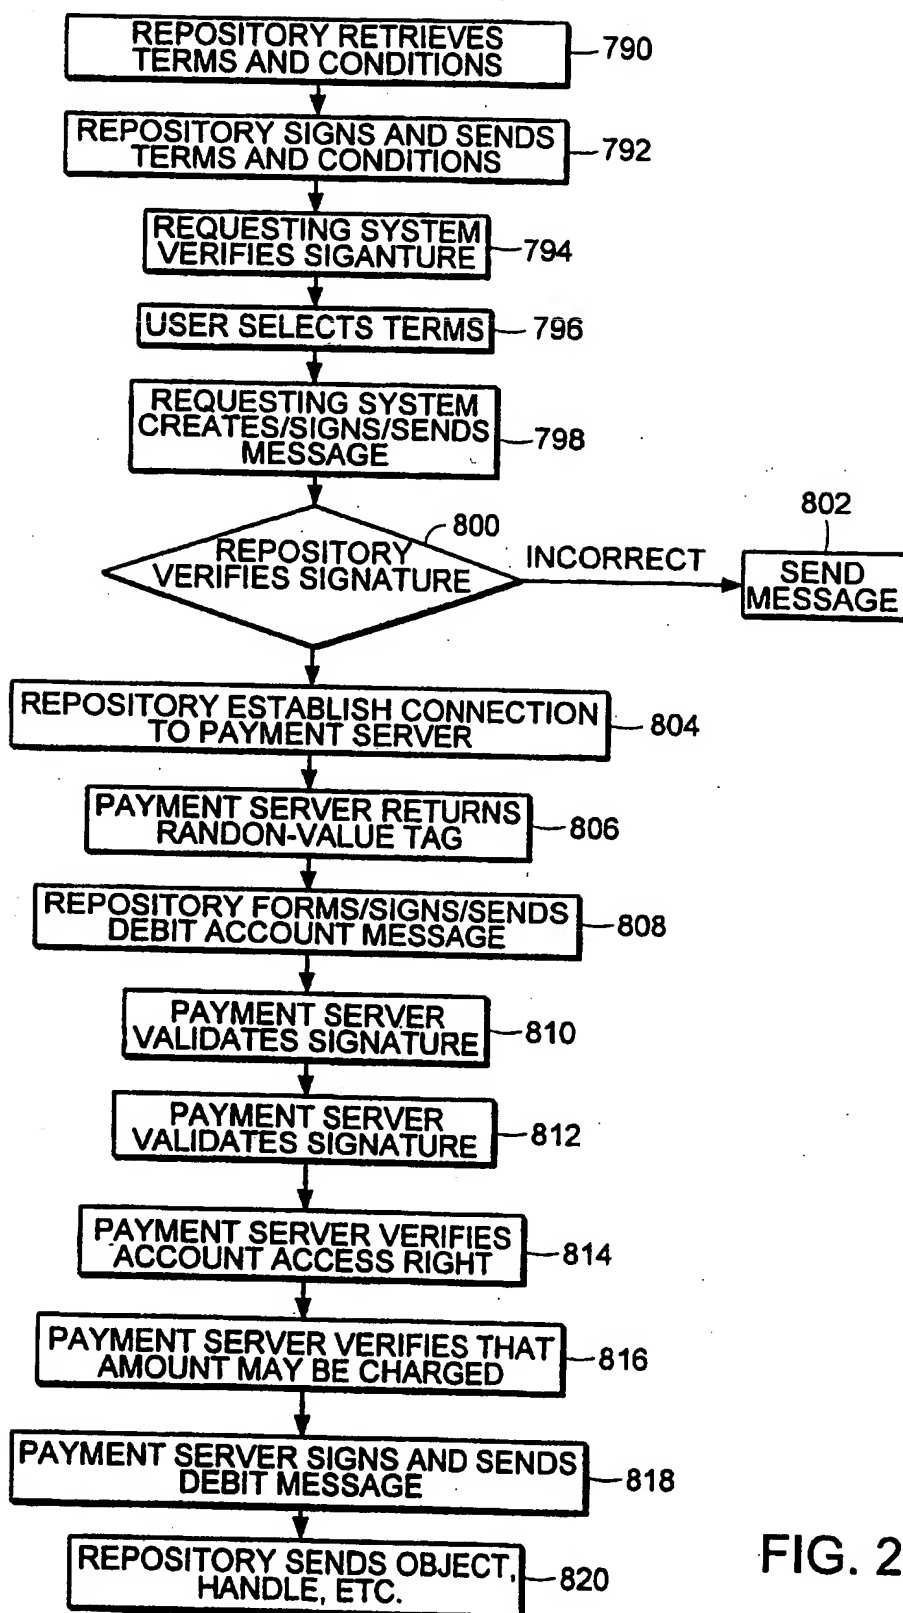 REPOSITORY RETRIEVES
TERMS AND CONDITIONS
790
REPOSITORY SIGNS AND SENDS
TERMS AND CONDITIONS
792
REQUESTING SYSTEM
VERIFIES SIGANTURE
794
USER SELECTS TERMS
796
REQUESTING SYSTEM
CREATES/SIGNS/SENDS
MESSAGE
798
800
REPOSITORY
VERIFIES SIGNATURE
INCORRECT
802
SEND
MESSAGE
REPOSITORY ESTABLISH CONNECTION
TO PAYMENT SERVER
804
PAYMENT SERVER RETURNS
RANDON-VALUE TAG
806
REPOSITORY FORMS/SIGNS/SENDS
DEBIT ACCOUNT MESSAGE
808
PAYMENT SERVER
VALIDATES SIGNATURE
810
PAYMENT SERVER
VALIDATES SIGNATURE
812
PAYMENT SERVER VERIFIES
ACCOUNT ACCESS RIGHT
814
PAYMENT SERVER VERIFIES THAT
AMOUNT MAY BE CHARGED
816
PAYMENT SERVER SIGNS AND SENDS
DEBIT MESSAGE
818
REPOSITORY SENDS OBJECT,
HANDLE, ETC.
820
FIG. 2